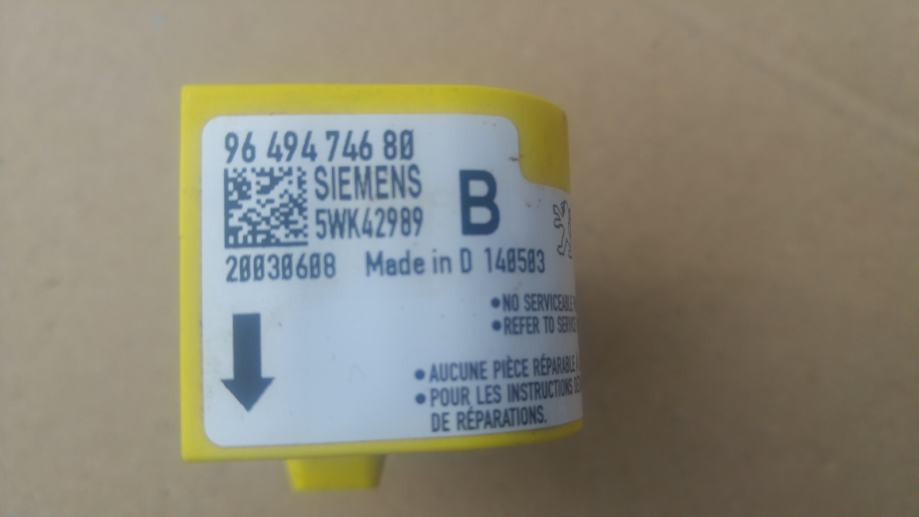 96 494 746 80
SIEMENS
5WK42989
B
20030608 Made in D 140503
•NO SERVICEABLE
•REFER TO
•AUCUNE PIÈCE RÉPARABLE
•POUR LES INSTRUCTIONS
DE RÉPARATIONS.